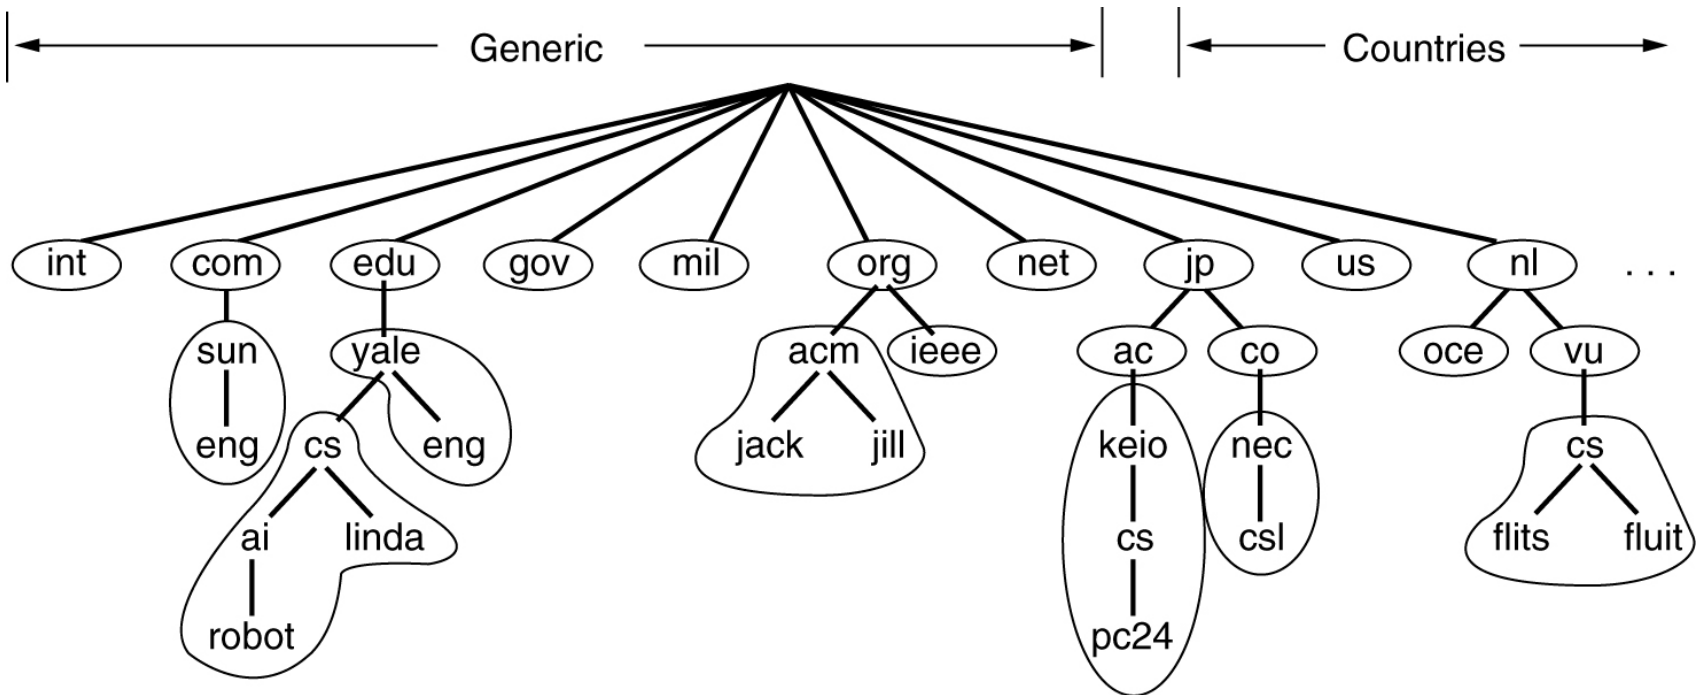 Generic Countries
int com edu gov mil org net jp us nl . . .
sun yale acm ieee ac co oce vu
eng cs eng jack jill keio nec cs
ai linda cs csl flits fluit
robot pc24